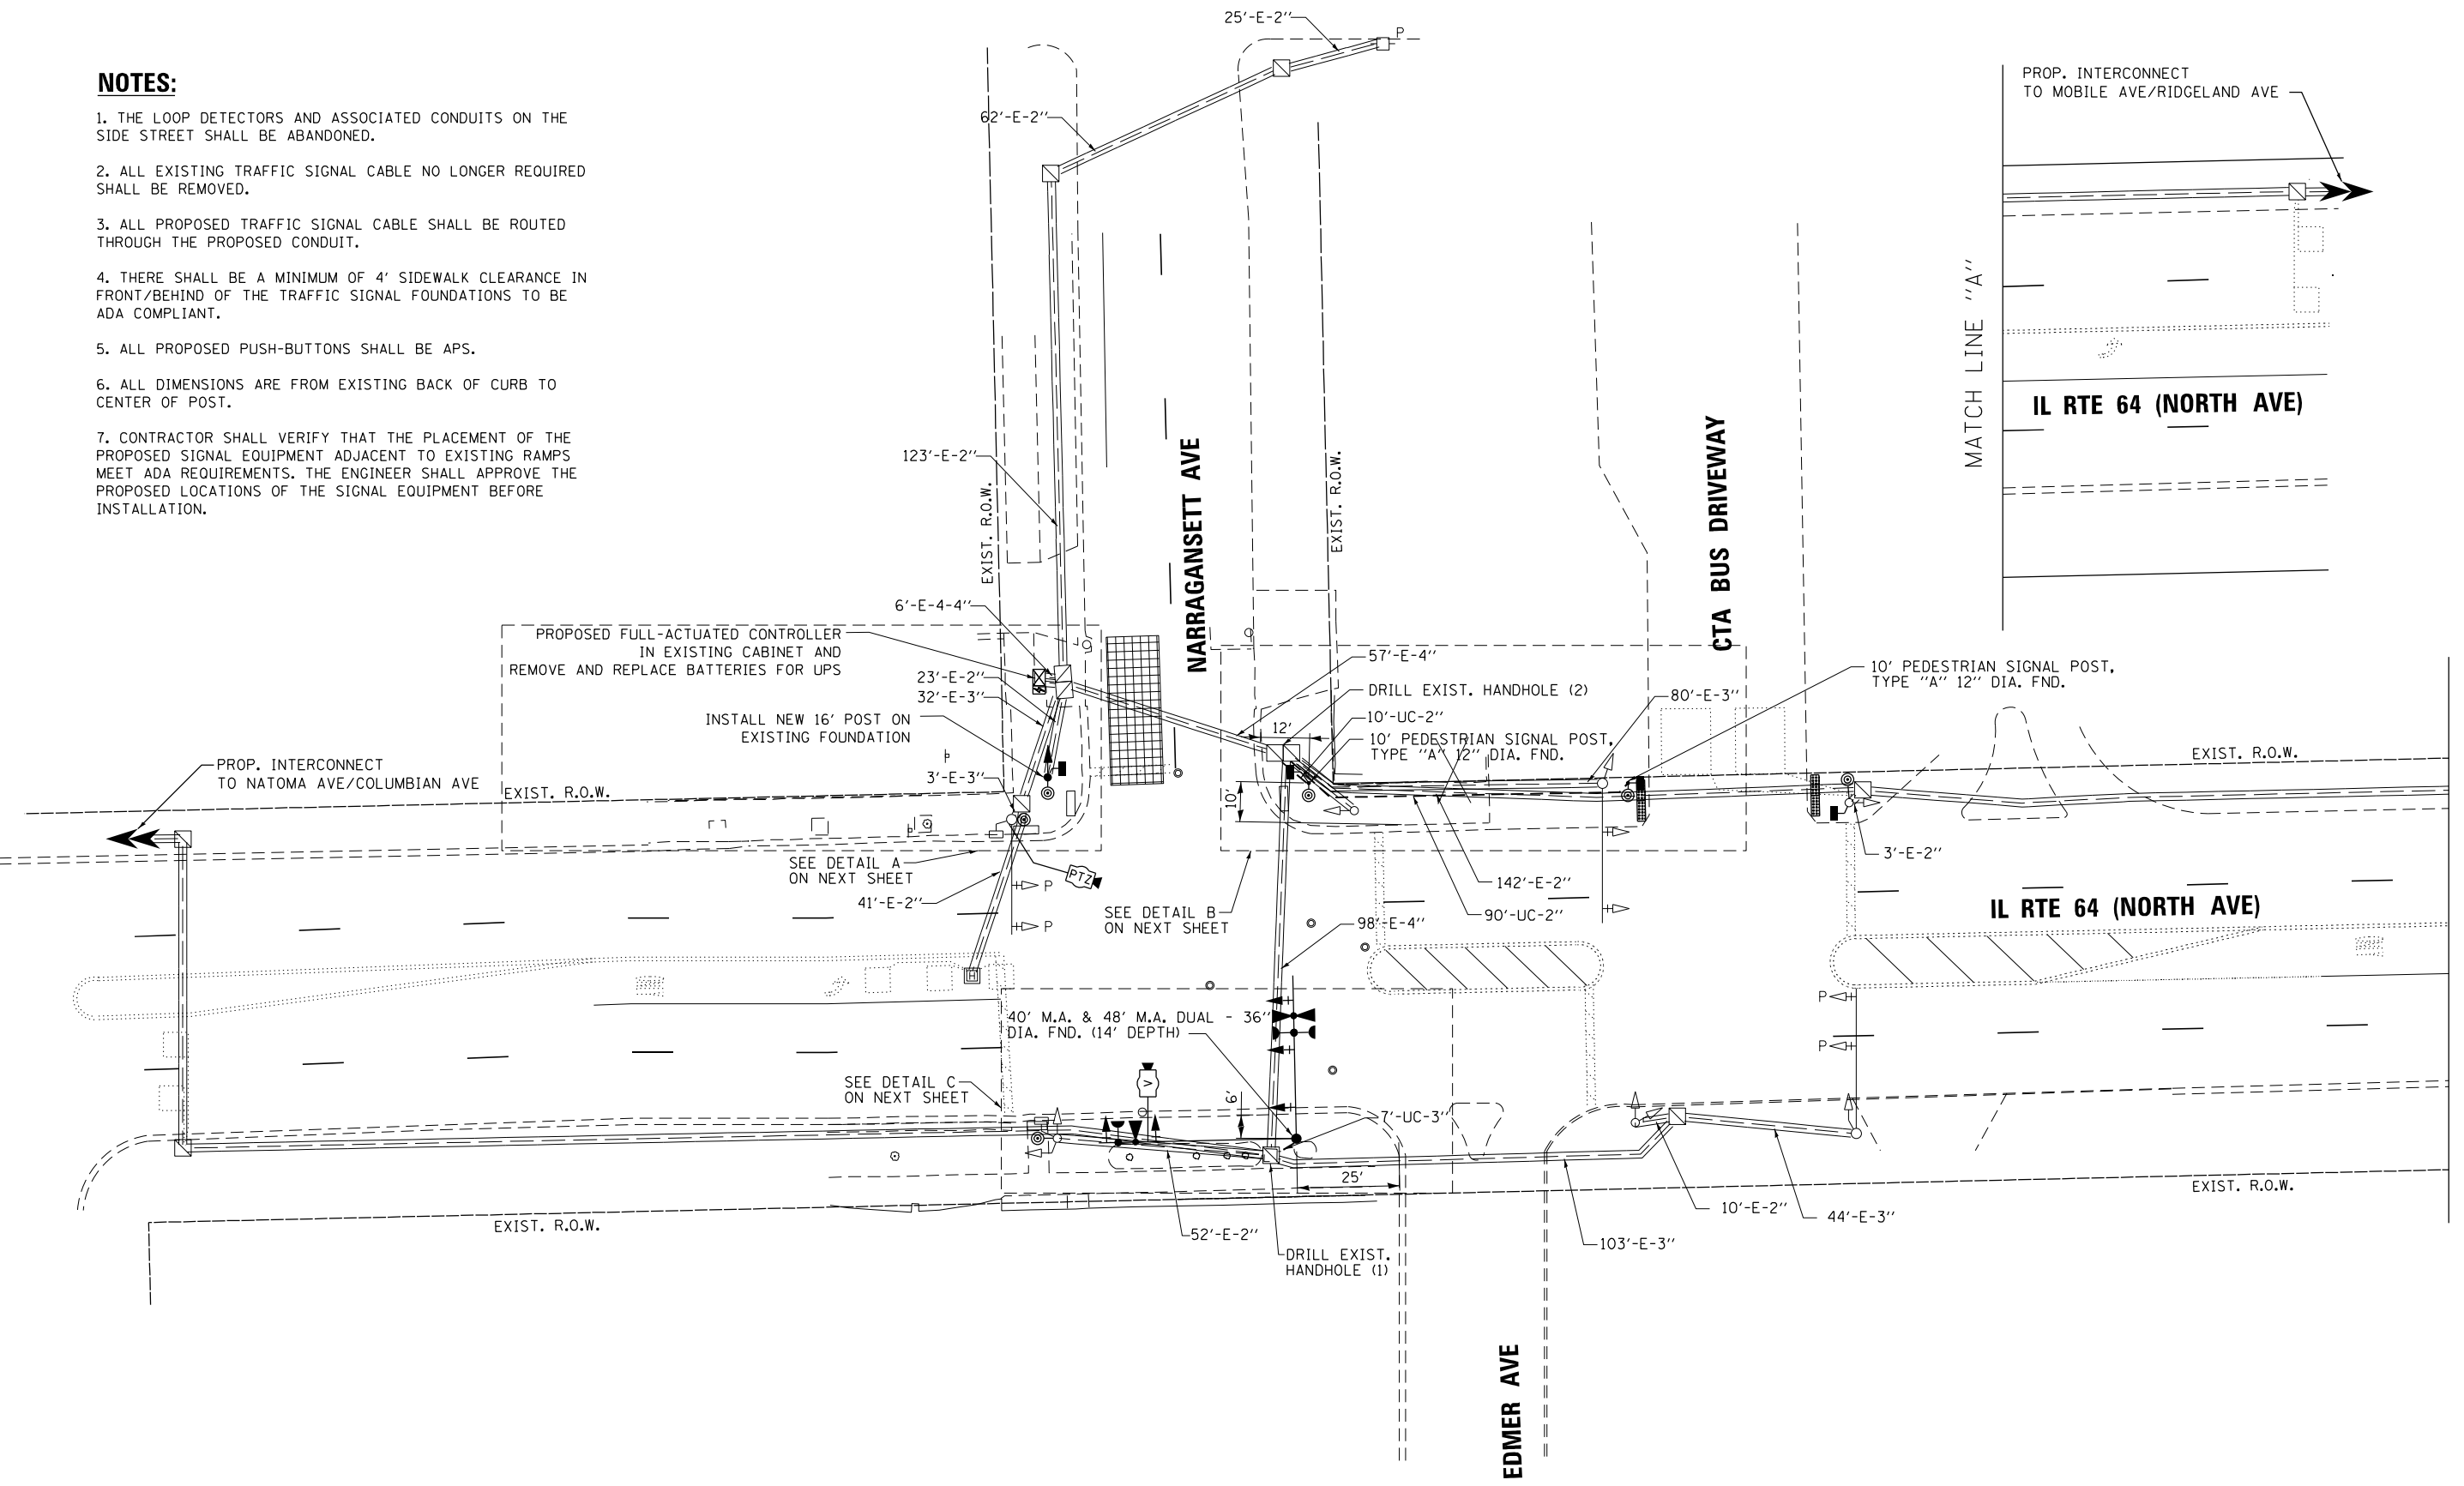 NOTES:
1. THE LOOP DETECTORS AND ASSOCIATED CONDUITS ON THE
SIDE STREET SHALL BE ABANDONED.
2. ALL EXISTING TRAFFIC SIGNAL CABLE NO LONGER REQUIRED
SHALL BE REMOVED.
3. ALL PROPOSED TRAFFIC SIGNAL CABLE SHALL BE ROUTED
THROUGH THE PROPOSED CONDUIT.
4. THERE SHALL BE A MINIMUM OF 4' SIDEWALK CLEARANCE IN
FRONT/BEHIND OF THE TRAFFIC SIGNAL FOUNDATIONS TO BE
ADA COMPLIANT.
5. ALL PROPOSED PUSH-BUTTONS SHALL BE APS.
6. ALL DIMENSIONS ARE FROM EXISTING BACK OF CURB TO
CENTER OF POST.
7. CONTRACTOR SHALL VERIFY THAT THE PLACEMENT OF THE
PROPOSED SIGNAL EQUIPMENT ADJACENT TO EXISTING RAMPS
MEET ADA REQUIREMENTS. THE ENGINEER SHALL APPROVE THE
PROPOSED LOCATIONS OF THE SIGNAL EQUIPMENT BEFORE
INSTALLATION.
25'-E-2"
P
62'-E-2"
123'-E-2"
EXIST. R.O.W.
NARRAGANSETT AVE
EXIST. R.O.W.
CTA BUS DRIVEWAY
PROP. INTERCONNECT
TO MOBILE AVE/RIDGELAND AVE
MATCH LINE "A"
IL RTE 64 (NORTH AVE)
6'-E-4-4"
PROPOSED FULL-ACTUATED CONTROLLER
IN EXISTING CABINET AND
REMOVE AND REPLACE BATTERIES FOR UPS
23'-E-2"
32'-E-3"
INSTALL NEW 16' POST ON
EXISTING FOUNDATION
3'-E-3"
PROP. INTERCONNECT
TO NATOMA AVE/COLUMBIAN AVE
EXIST. R.O.W.
57'-E-4"
DRILL EXIST. HANDHOLE (2)
10'-UC-2"
12'
10' PEDESTRIAN SIGNAL POST,
TYPE "A" 12" DIA. FND.
10'
80'-E-3"
10' PEDESTRIAN SIGNAL POST,
TYPE "A" 12" DIA. FND.
EXIST. R.O.W.
SEE DETAIL A
ON NEXT SHEET
41'-E-2"
PTZ
P
P
H
SEE DETAIL B
ON NEXT SHEET
142'-E-2"
90'-UC-2"
98'-E-4"
3'-E-2"
IL RTE 64 (NORTH AVE)
P
P
40' M.A. & 48' M.A. DUAL - 36"
DIA. FND. (14' DEPTH)
SEE DETAIL C
ON NEXT SHEET
V
6'
7'-UC-3"
25'
52'-E-2"
DRILL EXIST.
HANDHOLE (1)
10'-E-2"
44'-E-3"
103'-E-3"
EXIST. R.O.W.
EXIST. R.O.W.
EDMER AVE